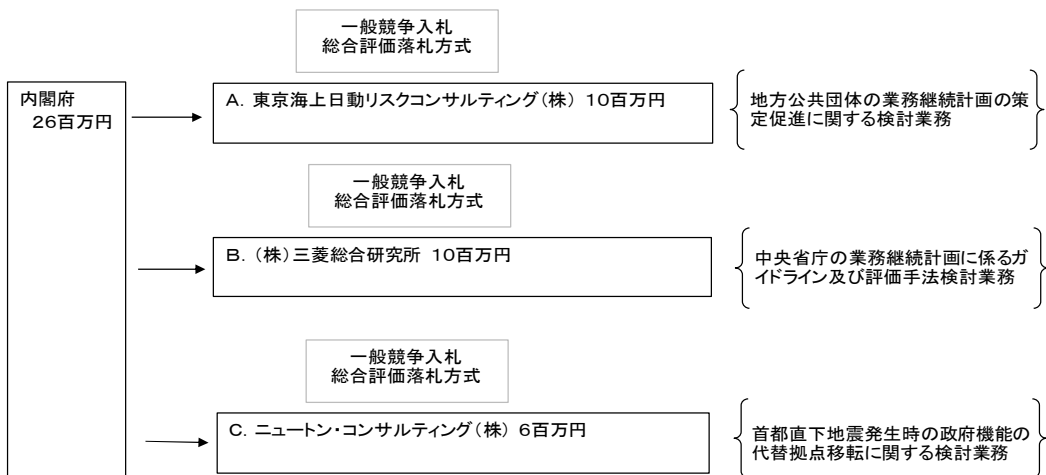 一般競争入札
総合評価落札方式
内閣府
26百万円
A. 東京海上日動リスクコンサルティング(株) 10百万円
地方公共団体の業務継続計画の策
定促進に関する検討業務
一般競争入札
総合評価落札方式
B. (株)三菱総合研究所 10百万円
中央省庁の業務継続計画に係るガ
イドライン及び評価手法検討業務
一般競争入札
総合評価落札方式
C. ニュートン・コンサルティング(株) 6百万円
首都直下地震発生時の政府機能の
代替拠点移転に関する検討業務